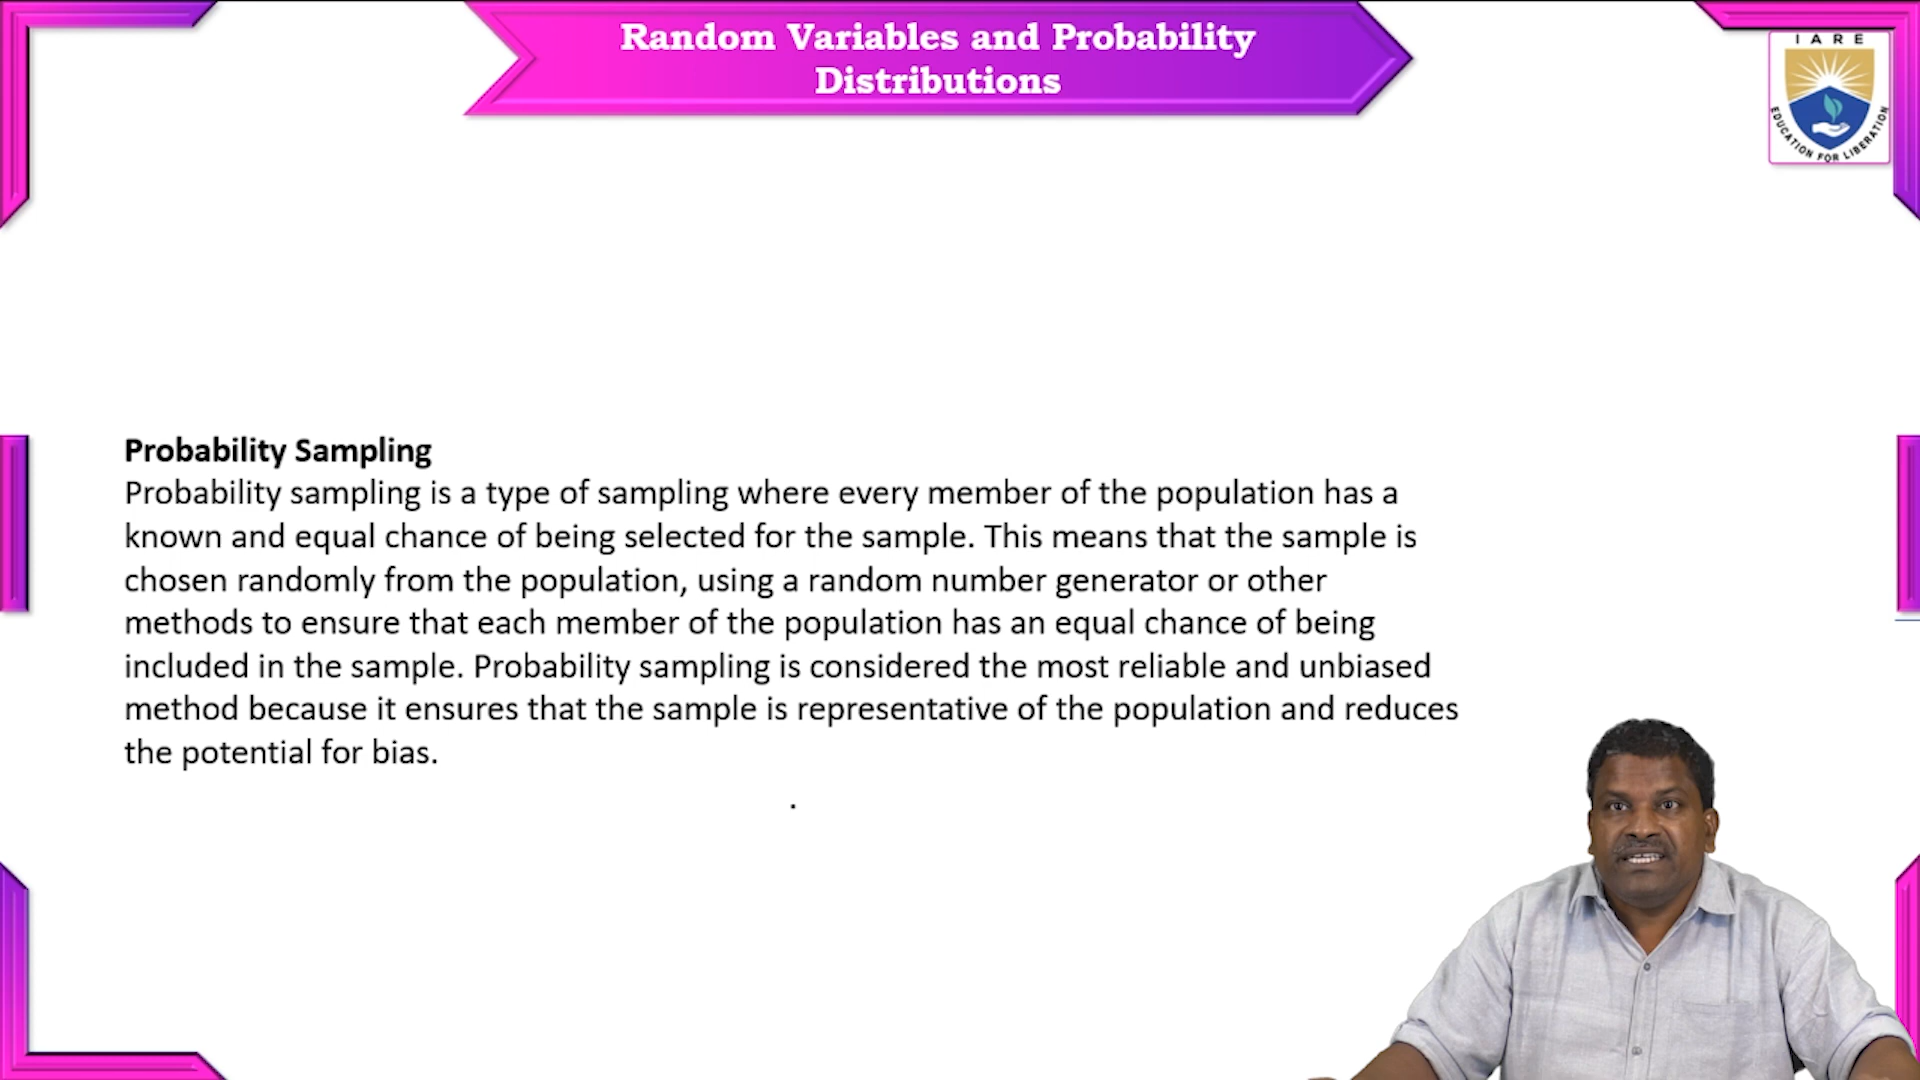 Random Variables and Probability
Distributions
I A R E
EDUCATION FOR LIBERATION
Probability Sampling
Probability sampling is a type of sampling where every member of the population has a
known and equal chance of being selected for the sample. This means that the sample is
chosen randomly from the population, using a random number generator or other
methods to ensure that each member of the population has an equal chance of being
included in the sample. Probability sampling is considered the most reliable and unbiased
method because it ensures that the sample is representative of the population and reduces
the potential for bias.
.